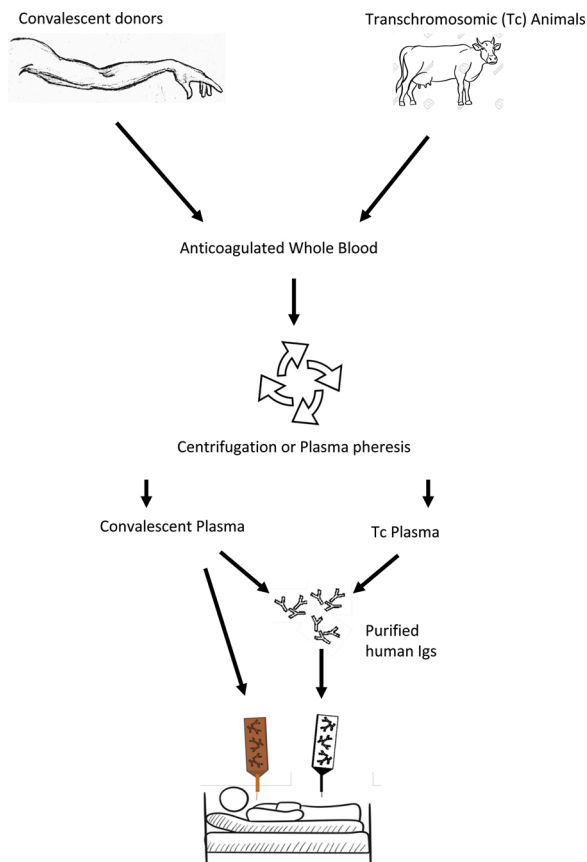 Convalescent donors
Transchromosomic (Tc) Animals
Anticoagulated Whole Blood
Centrifugation or Plasma pheresis
Convalescent Plasma
Tc Plasma
Purified
human Igs